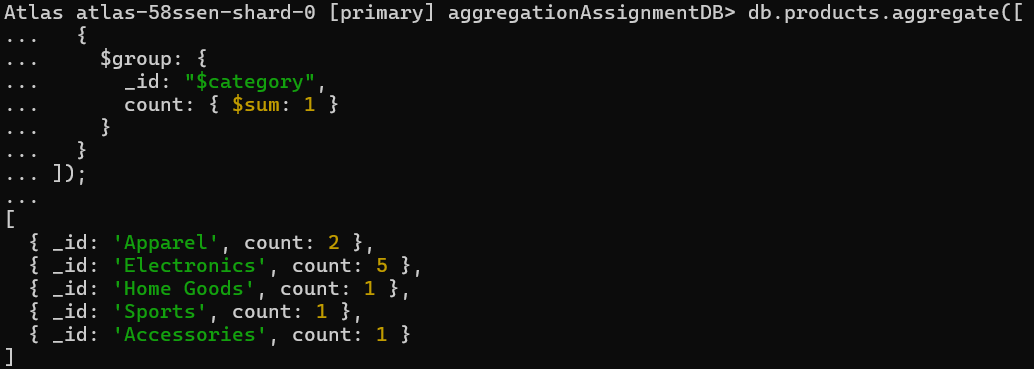 Atlas atlas-58ssen-shard-0 [primary] aggregationAssignmentDB> db.products.aggregate([
...   {
...     $group: {
...       _id: "$category",
...       count: { $sum: 1 }
...     }
...   }
... ]);
...
[
  { _id: 'Apparel', count: 2 },
  { _id: 'Electronics', count: 5 },
  { _id: 'Home Goods', count: 1 },
  { _id: 'Sports', count: 1 },
  { _id: 'Accessories', count: 1 }
]